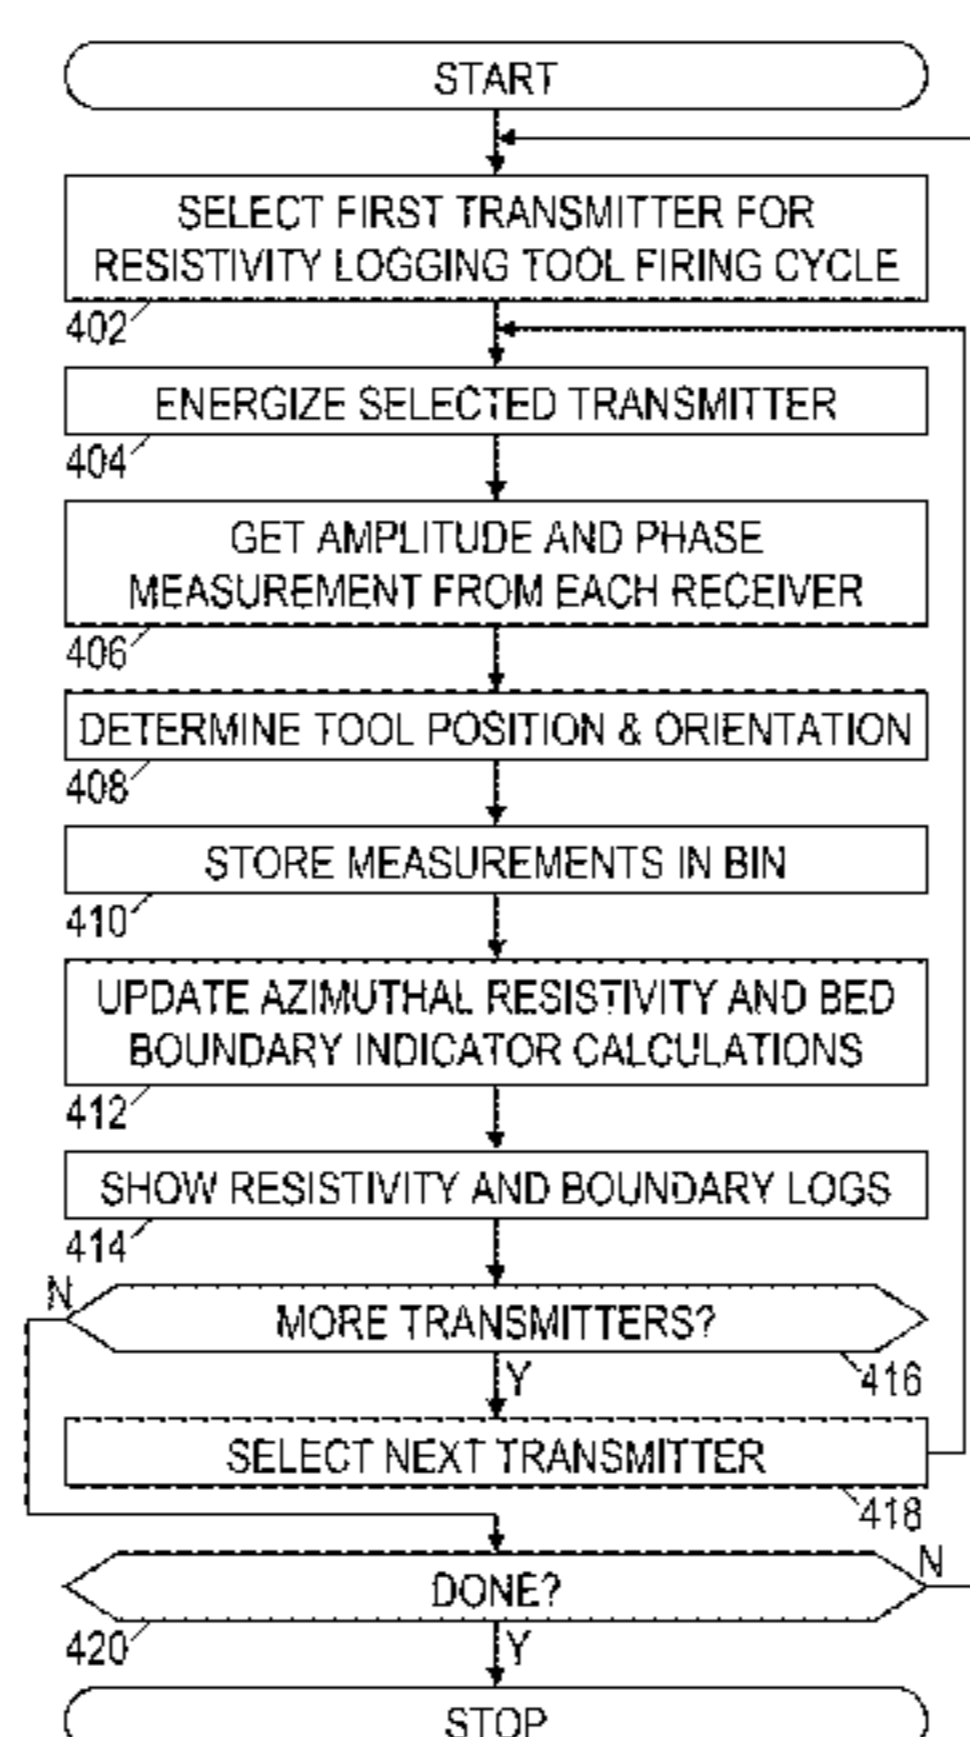 START
SELECT FIRST TRANSMITTER FOR
RESISTIVITY LOGGING TOOL FIRING CYCLE
402
ENERGIZE SELECTED TRANSMITTER
404
GET AMPLITUDE AND PHASE
MEASUREMENT FROM EACH RECEIVER
406
DETERMINE TOOL POSITION & ORIENTATION
408
STORE MEASUREMENTS IN BIN
410
UPDATE AZIMUTHAL RESISTIVITY AND BED
BOUNDARY INDICATOR CALCULATIONS
412
SHOW RESISTIVITY AND BOUNDARY LOGS
414
N
MORE TRANSMITTERS?
Y
416
SELECT NEXT TRANSMITTER
418
N
DONE?
420
Y
STOP